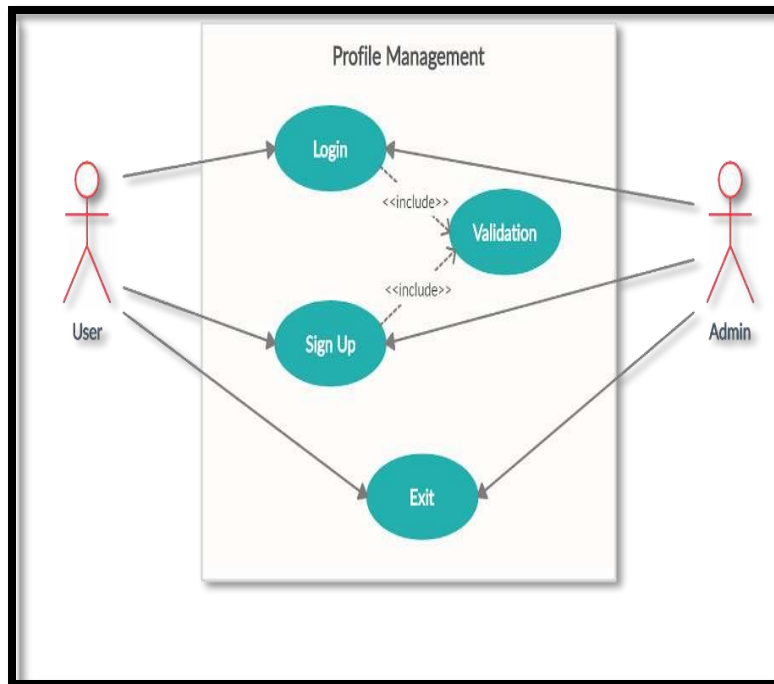 Profile Management
Login
<<include>>
Validation
<<include>>
Sign Up
User
Admin
Exit